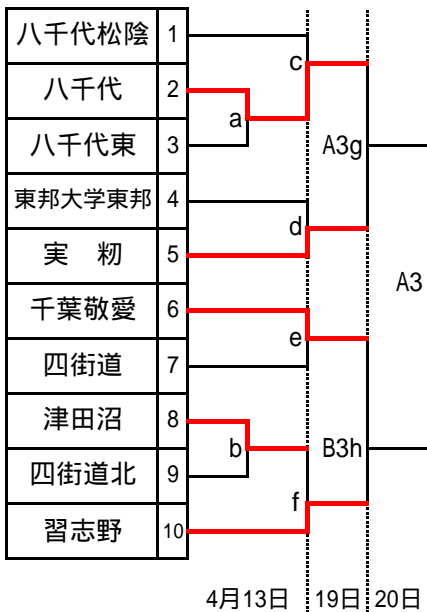 八千代松陰 1
八千代 2
八千代東 3
東邦大学東邦 4
実 籾 5
千葉敬愛 6
四街道 7
津田沼 8
四街道北 9
習志野 10
c
a
A3g
d
A3
e
b
B3h
f
4月13日 19日 20日